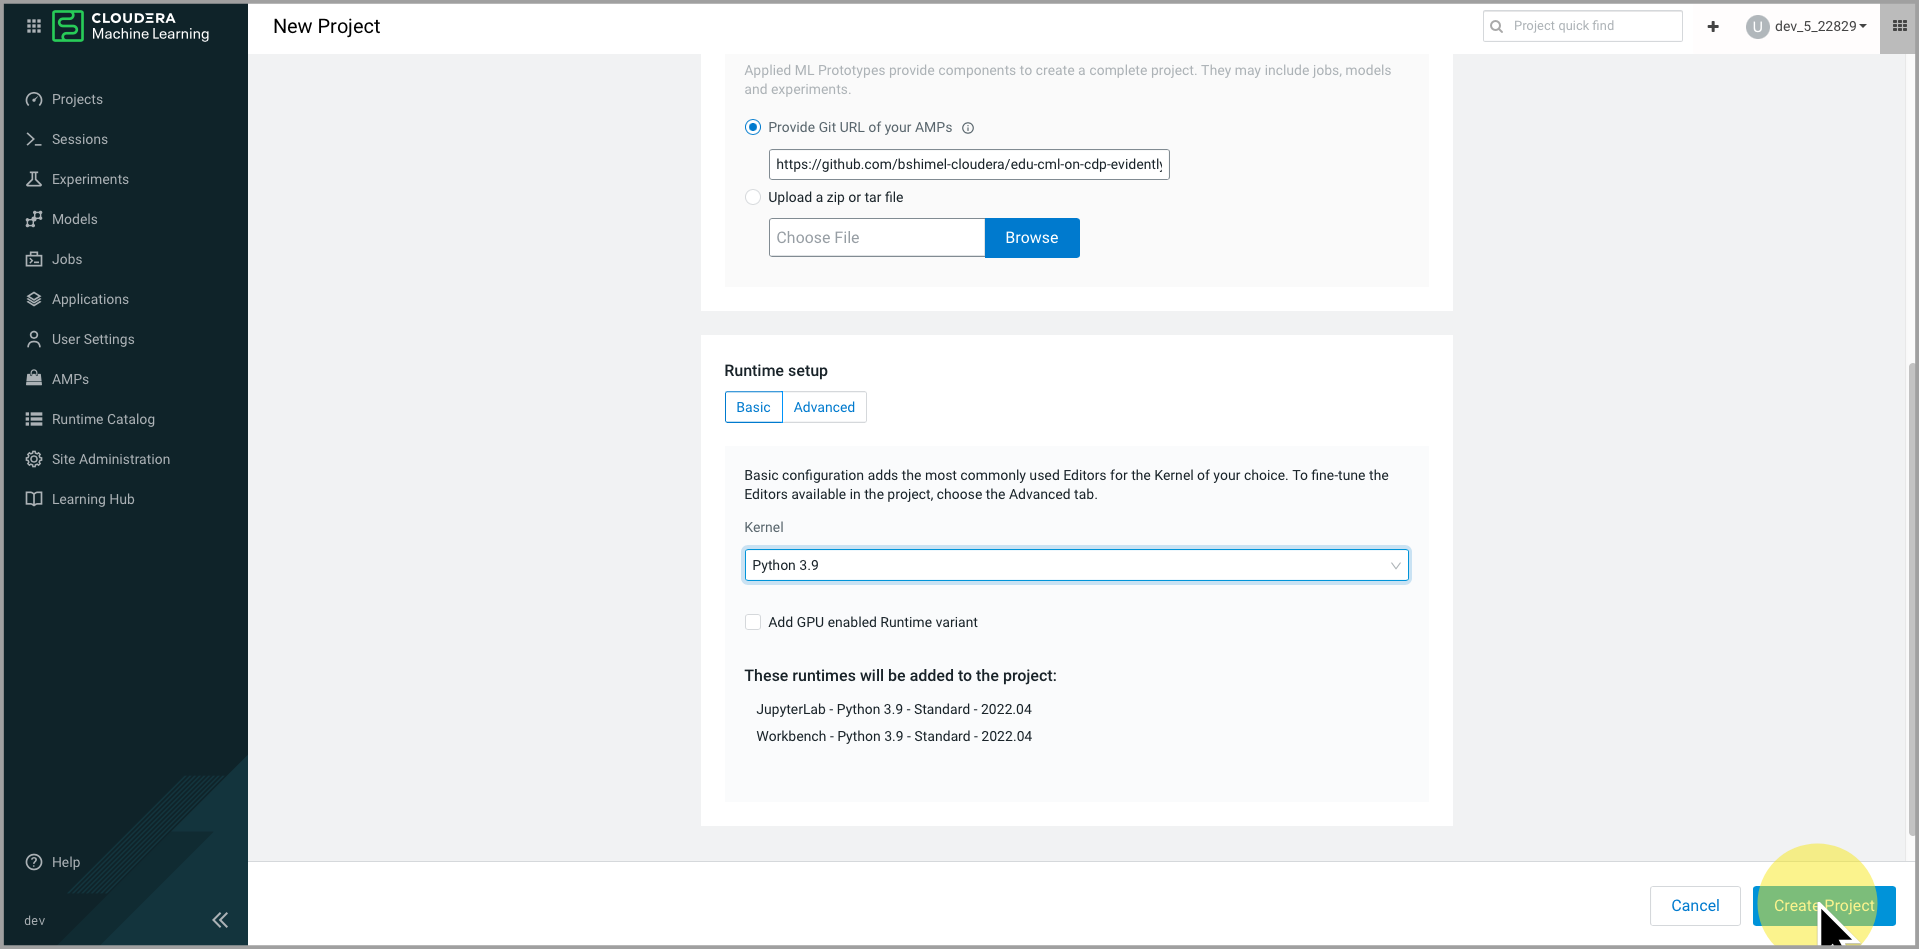 CLOUDERA
Machine Learning
New Project
Project quick find
U
dev_5_22829
Projects
Sessions
Experiments
Models
Jobs
Applications
User Settings
AMPs
Runtime Catalog
Site Administration
Learning Hub
Help
dev
Applied ML Prototypes provide components to create a complete project. They may include jobs, models
and experiments.
Provide Git URL of your AMPs
https://github.com/bshimel-cloudera/edu-cml-on-cdp-evidently
Upload a zip or tar file
Choose File
Browse
Runtime setup
Basic
Advanced
Basic configuration adds the most commonly used Editors for the Kernel of your choice. To fine-tune the
Editors available in the project, choose the Advanced tab.
Kernel
Python 3.9
Add GPU enabled Runtime variant
These runtimes will be added to the project:
JupyterLab - Python 3.9 - Standard - 2022.04
Workbench - Python 3.9 - Standard - 2022.04
Cancel
Create Project